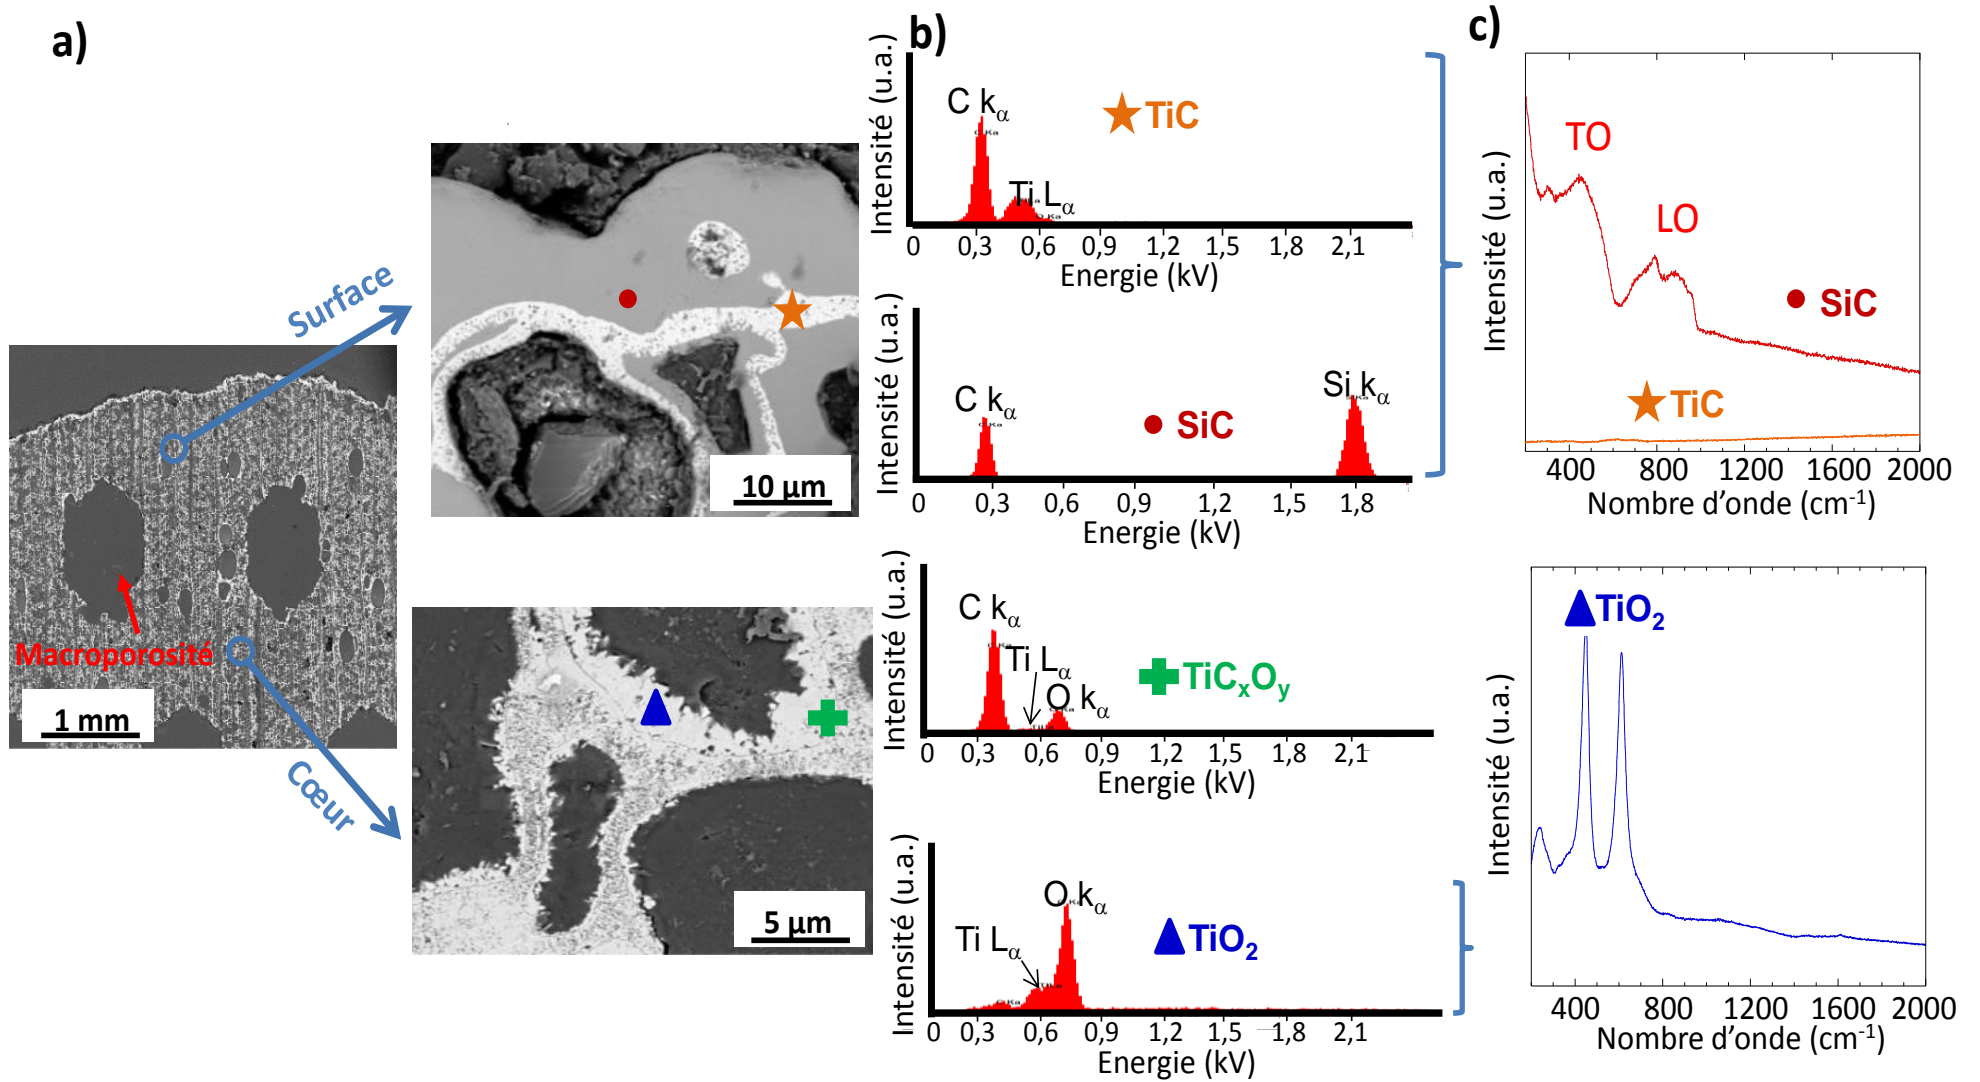 a)
Surface
Macroporosité
1 mm
Cœur
10 µm
5 µm
b)
Intensité (u.a.)
C kα
Ti Lα
TiC
0 0,3 0,6 0,9 1,2 1,5 1,8 2,1
Energie (kV)
Intensité (u.a.)
C kα
SiC
Si kα
0 0,3 0,6 0,9 1,2 1,5 1,8
Energie (kV)
Intensité (u.a.)
C kα
Ti Lα
O kα
TiCxOy
0 0,3 0,6 0,9 1,2 1,5 1,8 2,1
Energie (kV)
Intensité (u.a.)
Ti Lα
O kα
TiO2
0 0,3 0,6 0,9 1,2 1,5 1,8 2,1
Energie (kV)
c)
Intensité (u.a.)
TO
LO
SiC
TiC
400 800 1200 1600 2000
Nombre d'onde (cm-1)
Intensité (u.a.)
TiO2
400 800 1200 1600 2000
Nombre d'onde (cm-1)